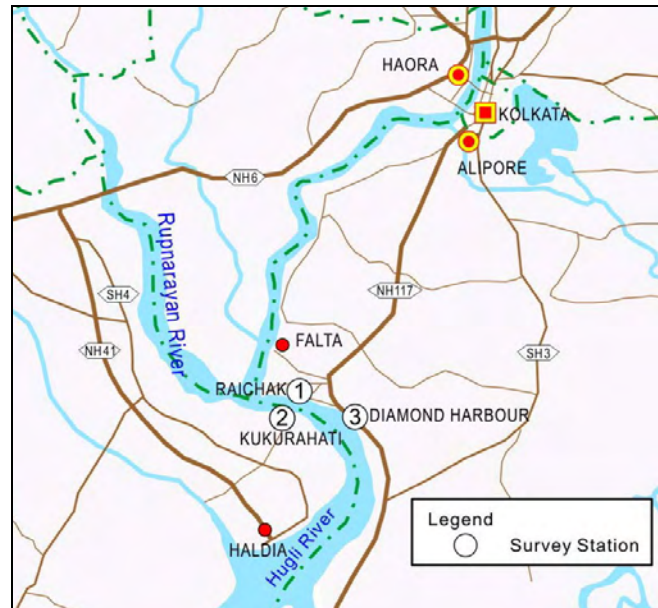 HAORA
KOLKATA
ALIPORE
NH6
Rupnarayan River
SH4
NH117
NH41
FALTA
SH3
RAICHAK
1
2
3
DIAMOND HARBOUR
KUKURAHATI
HALDIA
Hugli River
Legend
Survey Station